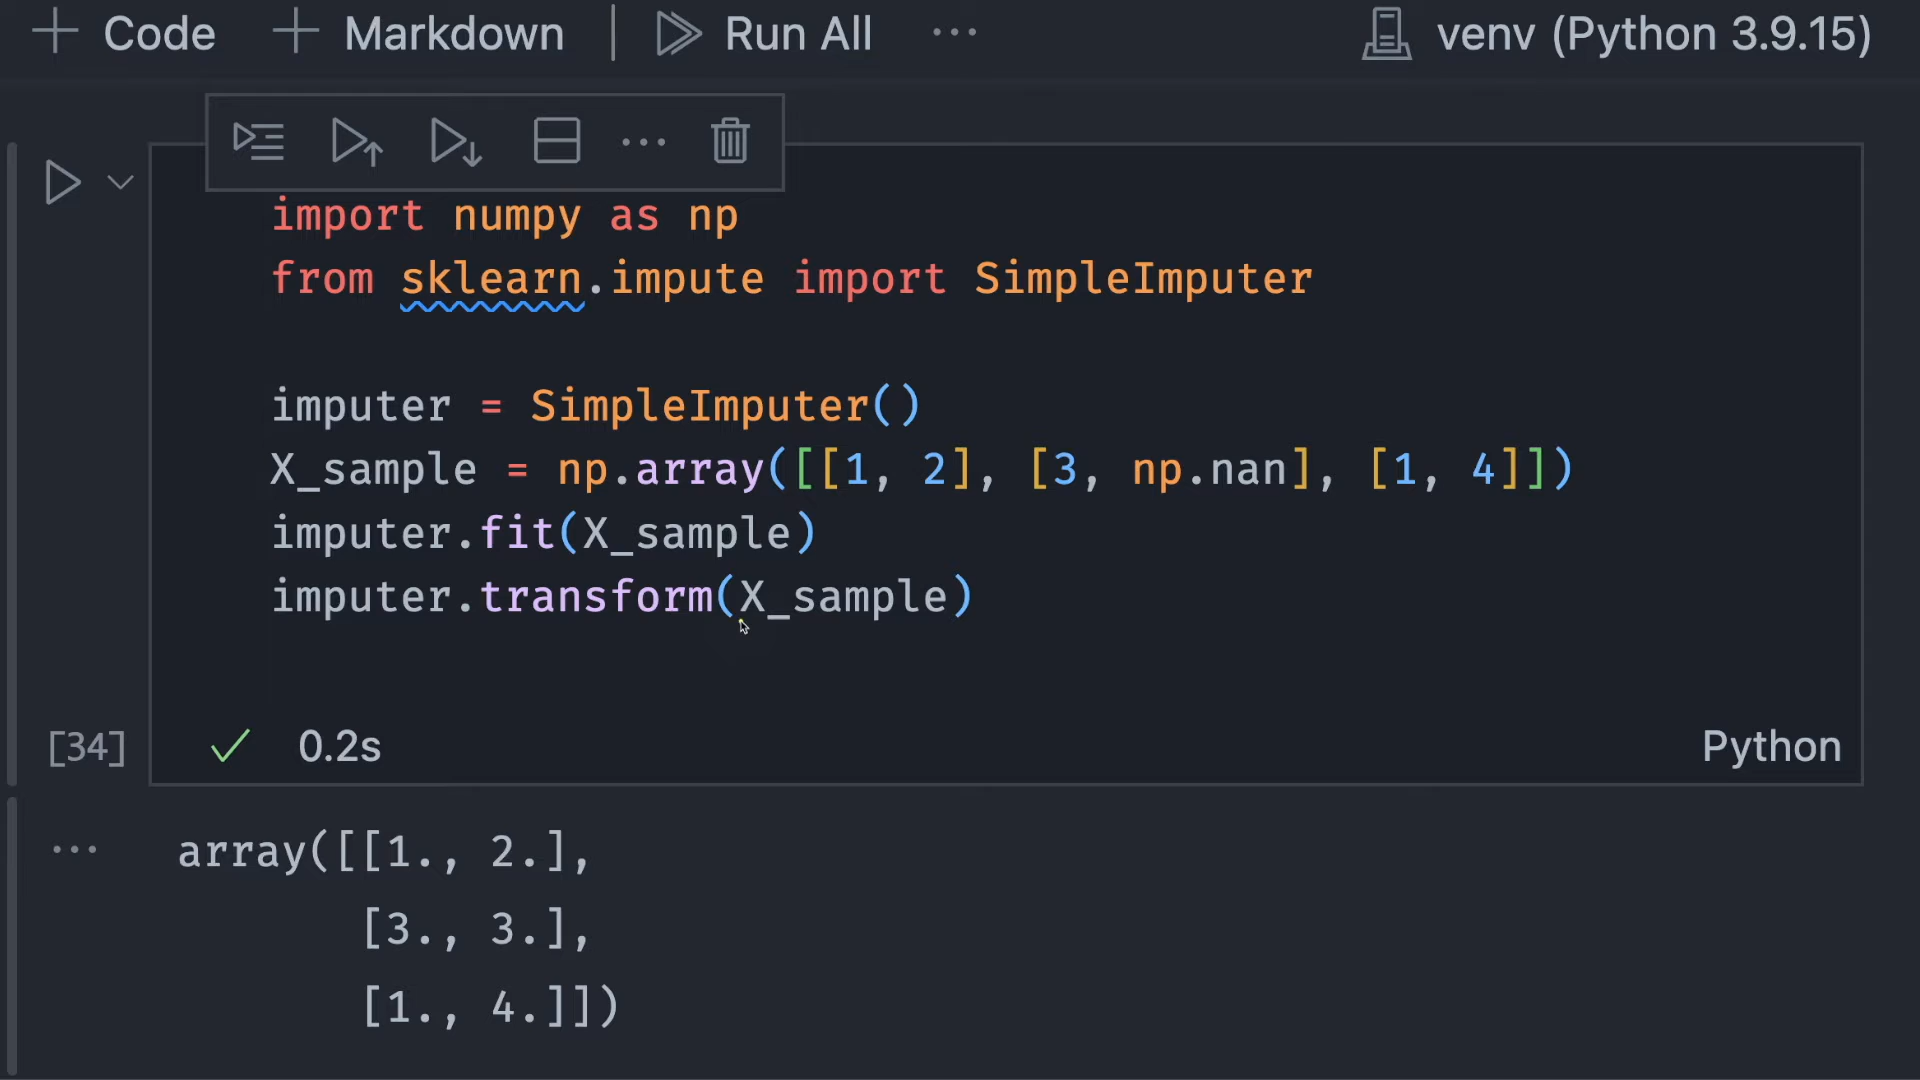 Code Markdown Run All ··· venv (Python 3.9.15)
import numpy as np
from sklearn.impute import SimpleImputer
imputer = SimpleImputer()
X_sample = np.array([[1, 2], [3, np.nan], [1, 4]])
imputer.fit(X_sample)
imputer.transform(X_sample)
[34] 0.2s Python
array([[1., 2.],
[3., 3.],
[1., 4.]])